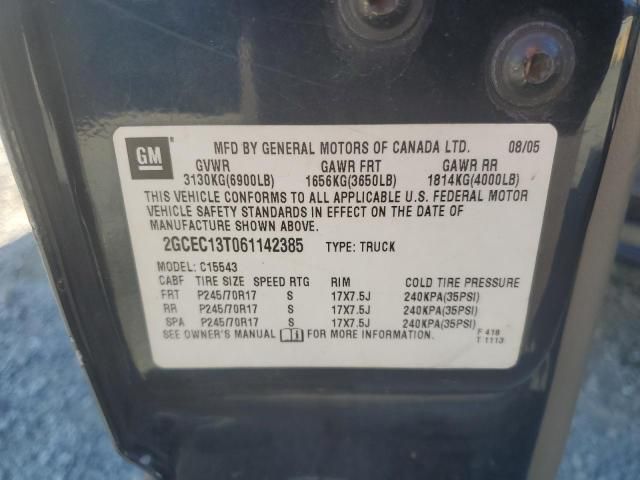 GM MFD BY GENERAL MOTORS OF CANADA LTD. 08/05
GVWR GAWR FRT GAWR RR
3130KG(6900LB) 1656KG(3650LB) 1814KG(4000LB)
THIS VEHICLE CONFORMS TO ALL APPLICABLE U.S. FEDERAL MOTOR
VEHICLE SAFETY STANDARDS IN EFFECT ON THE DATE OF
MANUFACTURE SHOWN ABOVE.
2GCEC13T061142385 TYPE: TRUCK
MODEL: C15543
CABF TIRE SIZE SPEED RTG RIM COLD TIRE PRESSURE
FRT P245/70R17 S 17X7.5J 240KPA(35PSI)
RR P245/70R17 S 17X7.5J 240KPA(35PSI)
SPA P245/70R17 S 17X7.5J 240KPA(35PSI)
SEE OWNER'S MANUAL FOR MORE INFORMATION.
F 418
T 1113